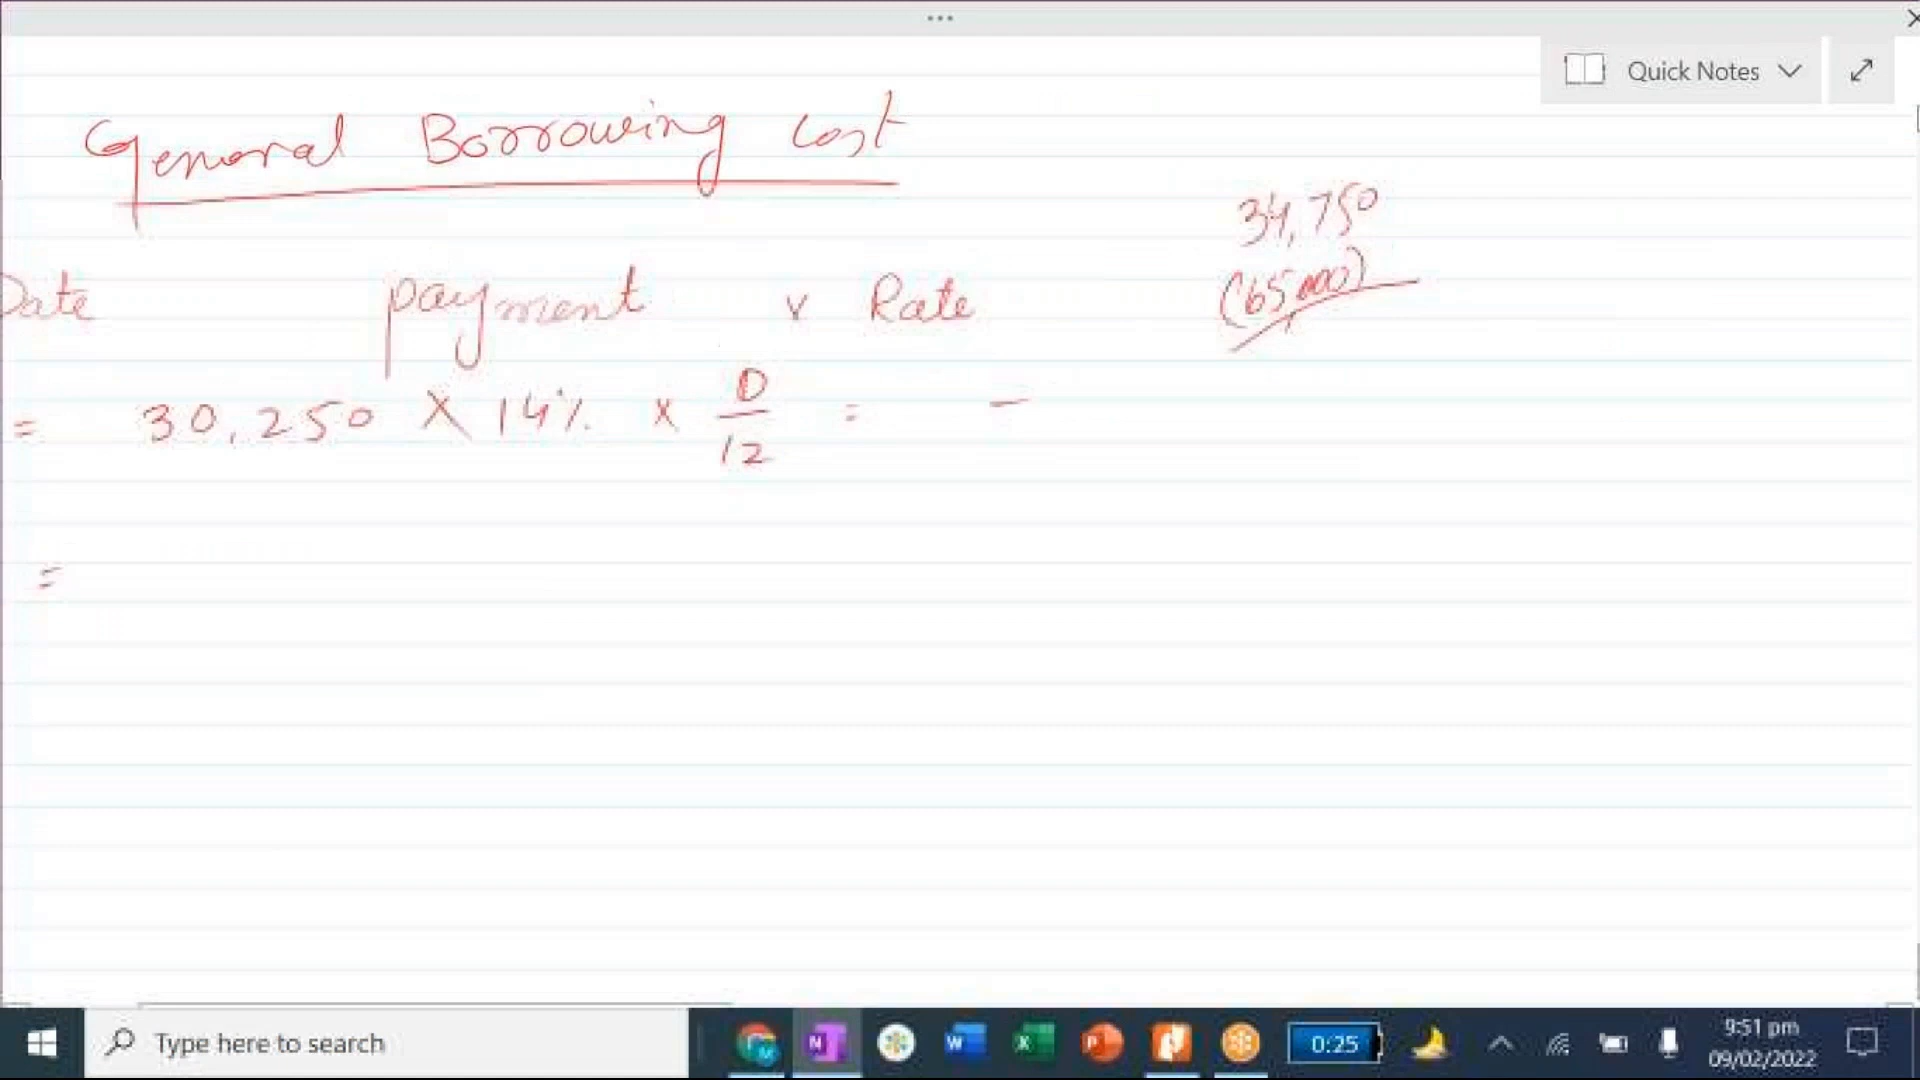 ...
Quick Notes
General Borrowing Cost
34,750
Date payment x Rate
(65,000)
= 30,250 X 14% x 0/12 = -
=
Type here to search
0:25
9:51 pm
09/02/2022